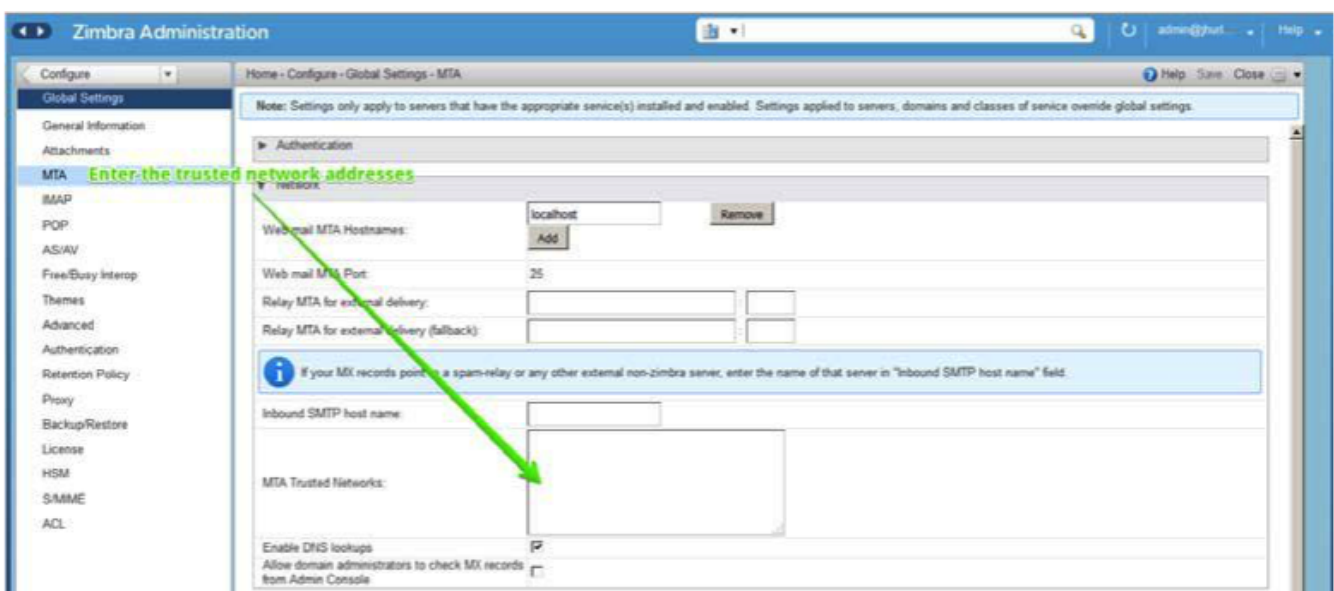 Zimbra Administration
admin@jhurl...
Help
Configure
Home - Configure - Global Settings - MTA
Help Save Close
Global Settings
Note: Settings only apply to servers that have the appropriate service(s) installed and enabled. Settings applied to servers, domains and classes of service override global settings.
General Information
Attachments
MTA
IMAP
POP
AS/AV
Free/Busy Interop
Themes
Advanced
Authentication
Retention Policy
Proxy
Backup/Restore
License
HSM
S/MIME
ACL
Authentication
Enter the trusted network addresses
Network
Web mail MTA Hostnames:
localhost
Remove
Add
Web mail MTA Port:
25
Relay MTA for external delivery:
:
Relay MTA for external delivery (fallback):
:
If your MX records point to a spam-relay or any other external non-zimbra server, enter the name of that server in "Inbound SMTP host name" field.
Inbound SMTP host name:
MTA Trusted Networks:
Enable DNS lookups
Allow domain administrators to check MX records
from Admin Console